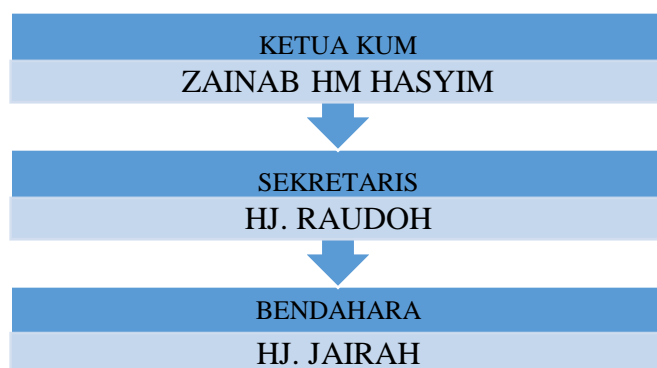 KETUA KUM
ZAINAB HM HASYIM
SEKRETARIS
HJ. RAUDOH
BENDAHARA
HJ. JAIRAH